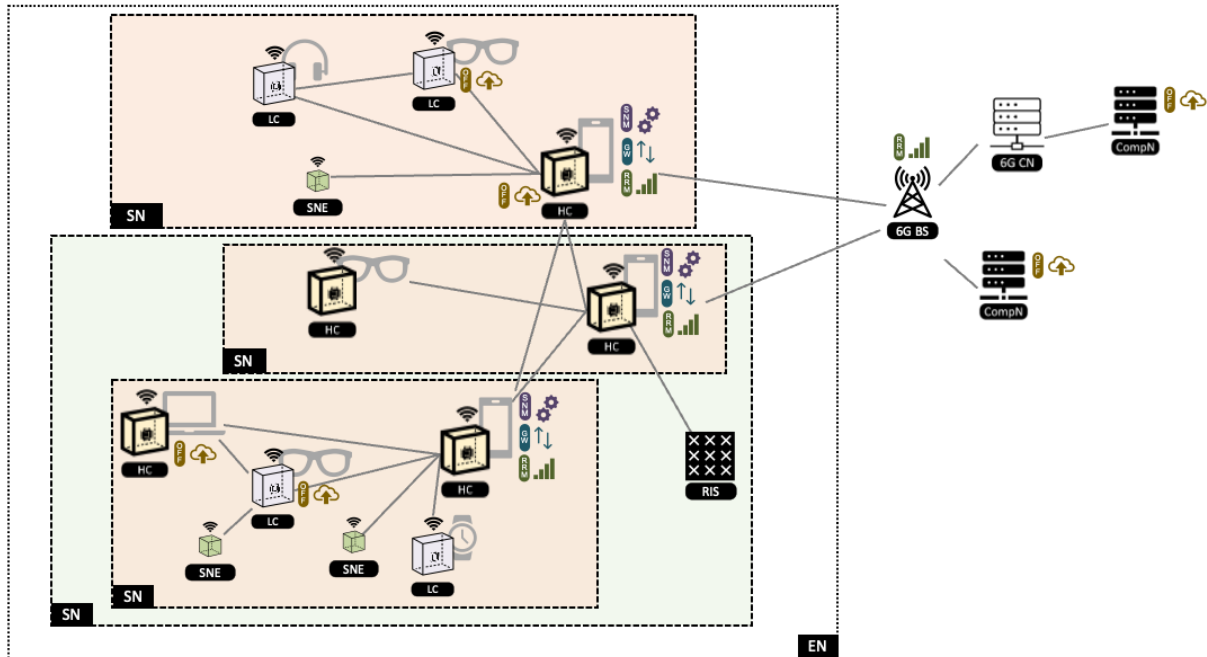 SNM
GW
RRM
OFF
LC
OFF
LC
SNE
HC
SN
RRM
6G BS
6G CN
OFF
CompN
OFF
CompN
SNM
GW
RRM
HC
HC
SN
SNM
GW
RRM
HC
OFF
HC
OFF
LC
SNE
SNE
LC
RIS
SN
SN
EN
OFF